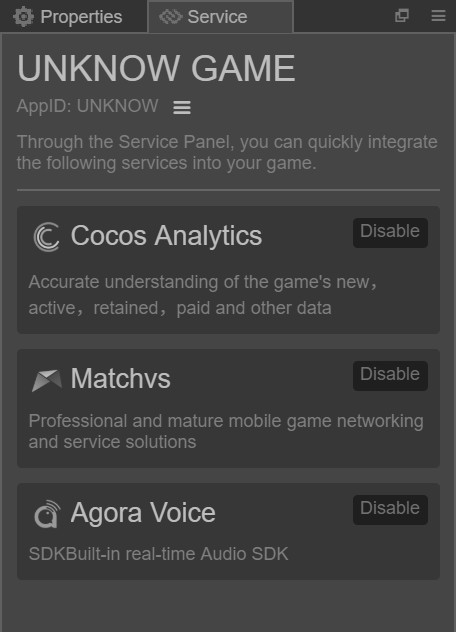 Properties
Service
UNKNOW GAME
AppID: UNKNOW
Through the Service Panel, you can quickly integrate
the following services into your game.
Cocos Analytics
Disable
Accurate understanding of the game's new，
active，retained，paid and other data
Matchvs
Disable
Professional and mature mobile game networking
and service solutions
Agora Voice
Disable
SDKBuilt-in real-time Audio SDK